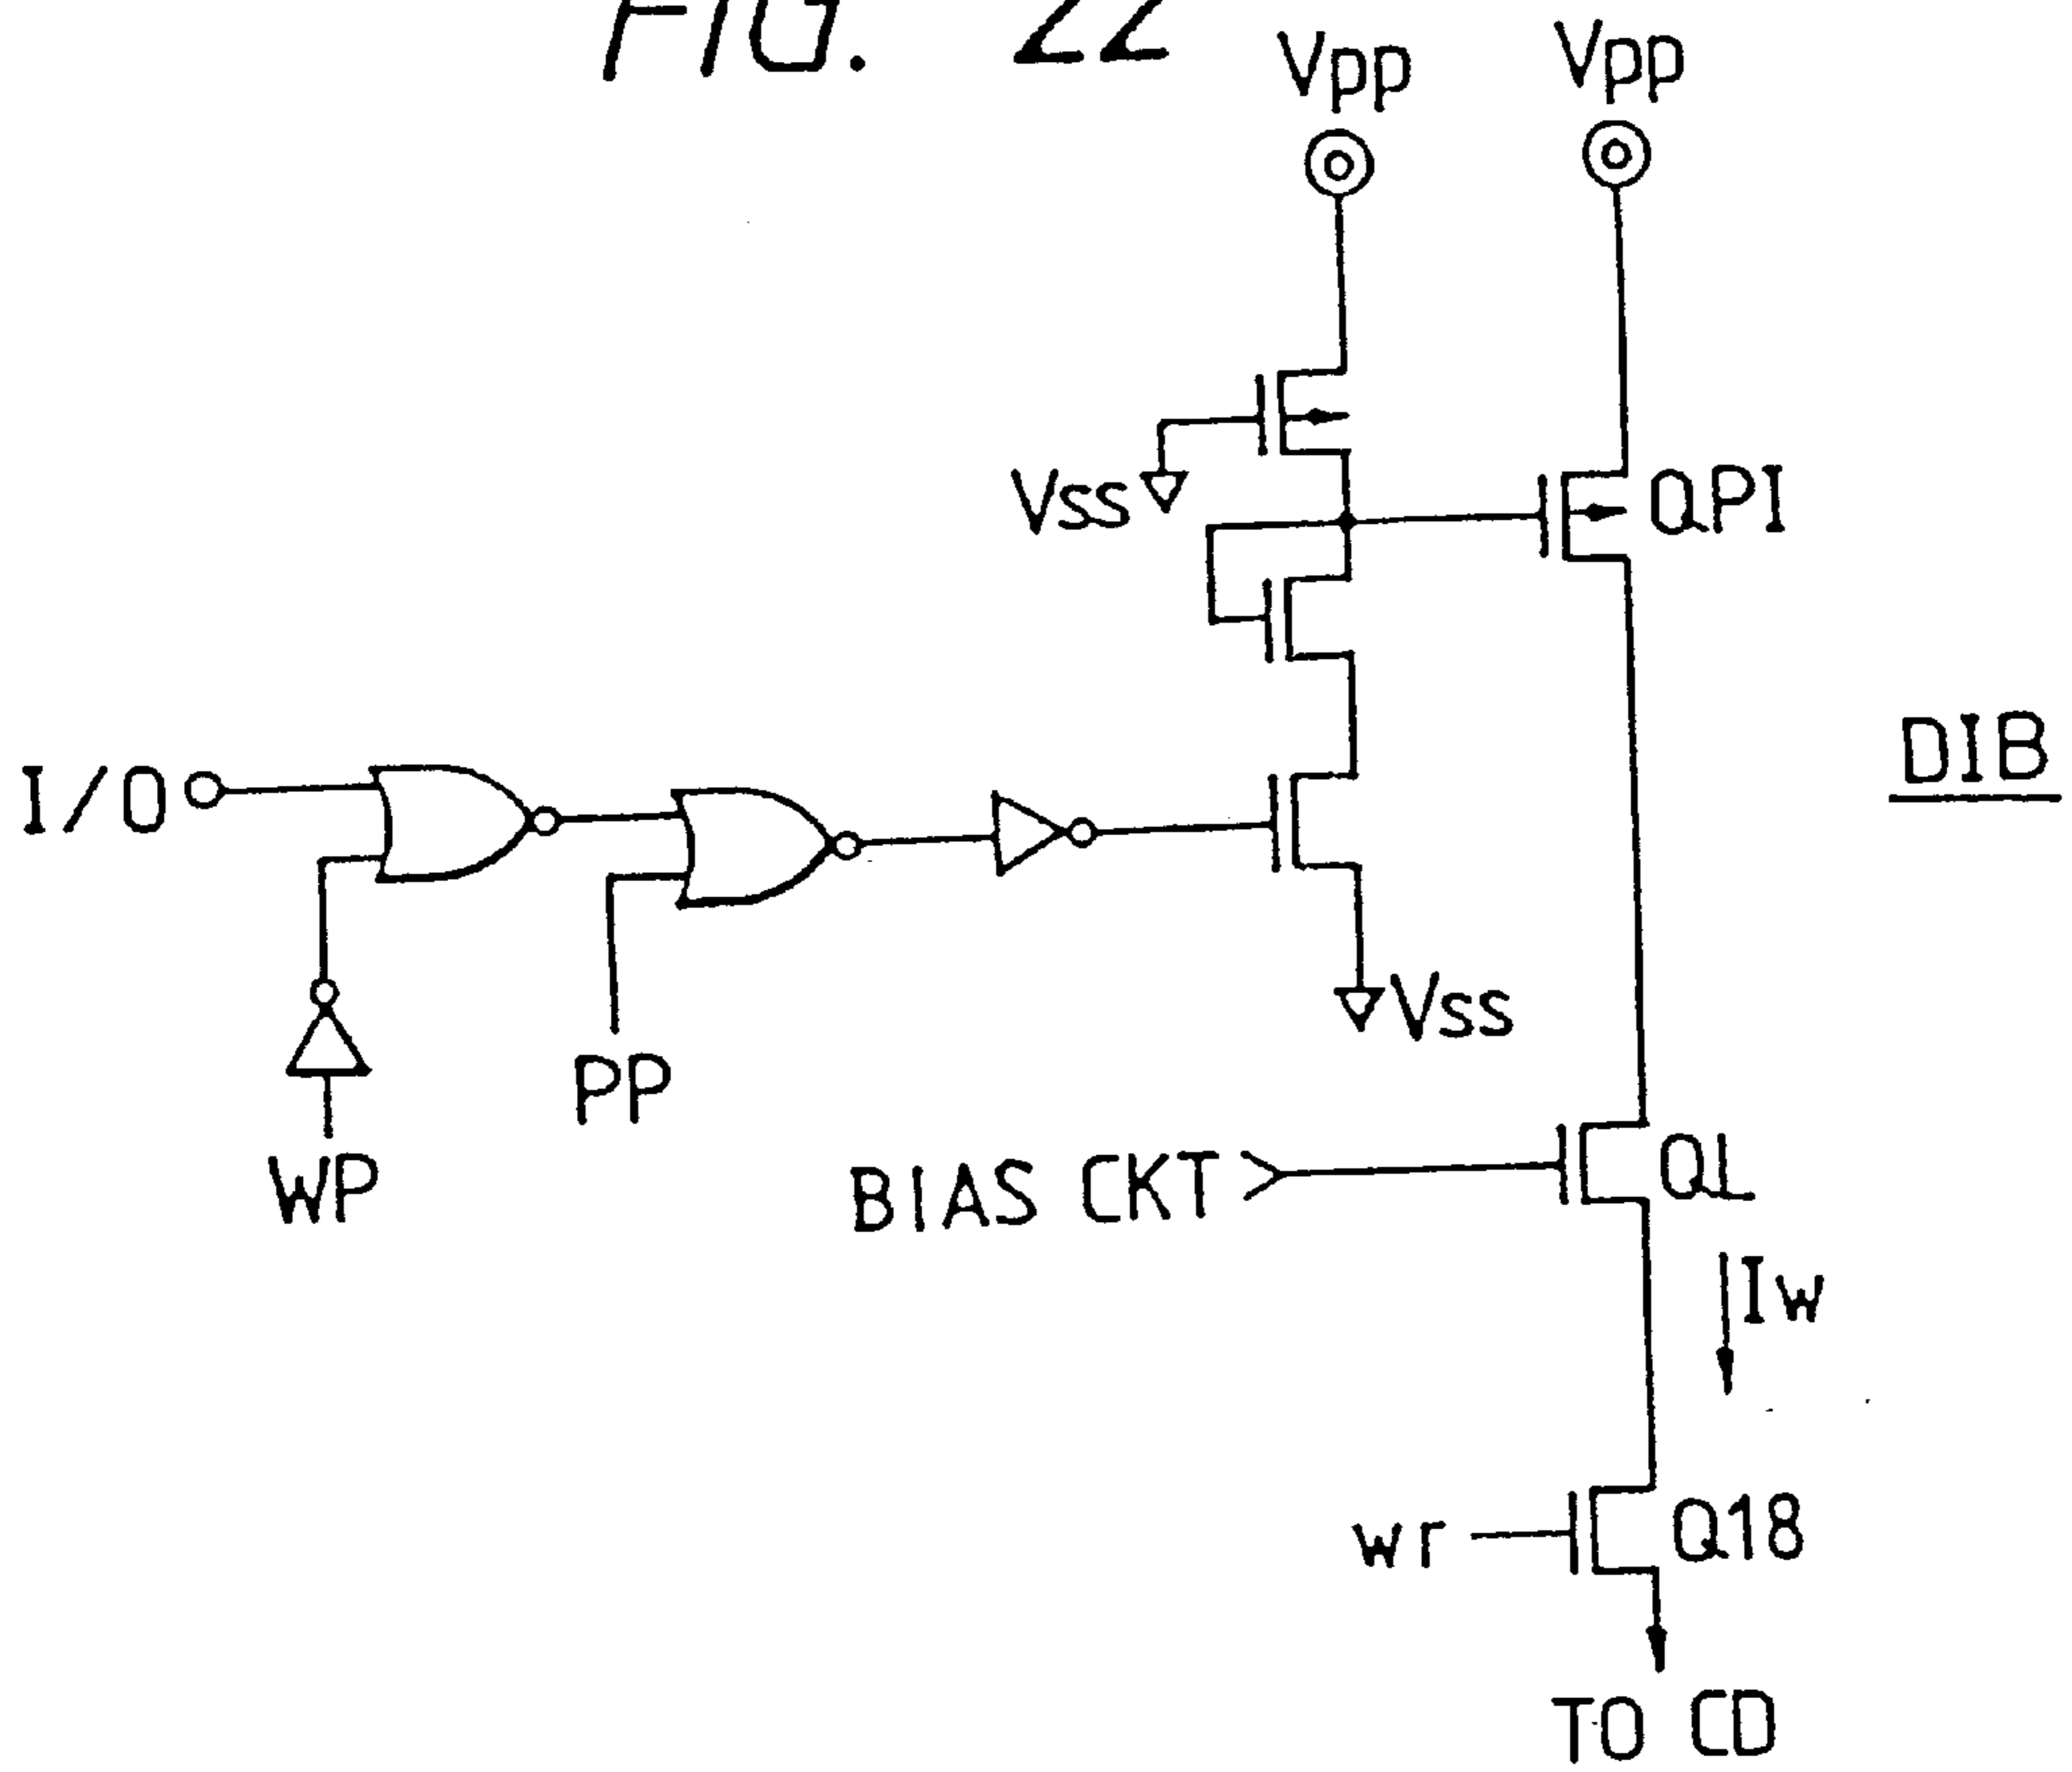 FIG. 22
Vpp
Vpp
Vss
QPI
DIB
I/O
Vss
PP
WP
BIAS CKT
QL
Iw
wr
Q18
TO CD